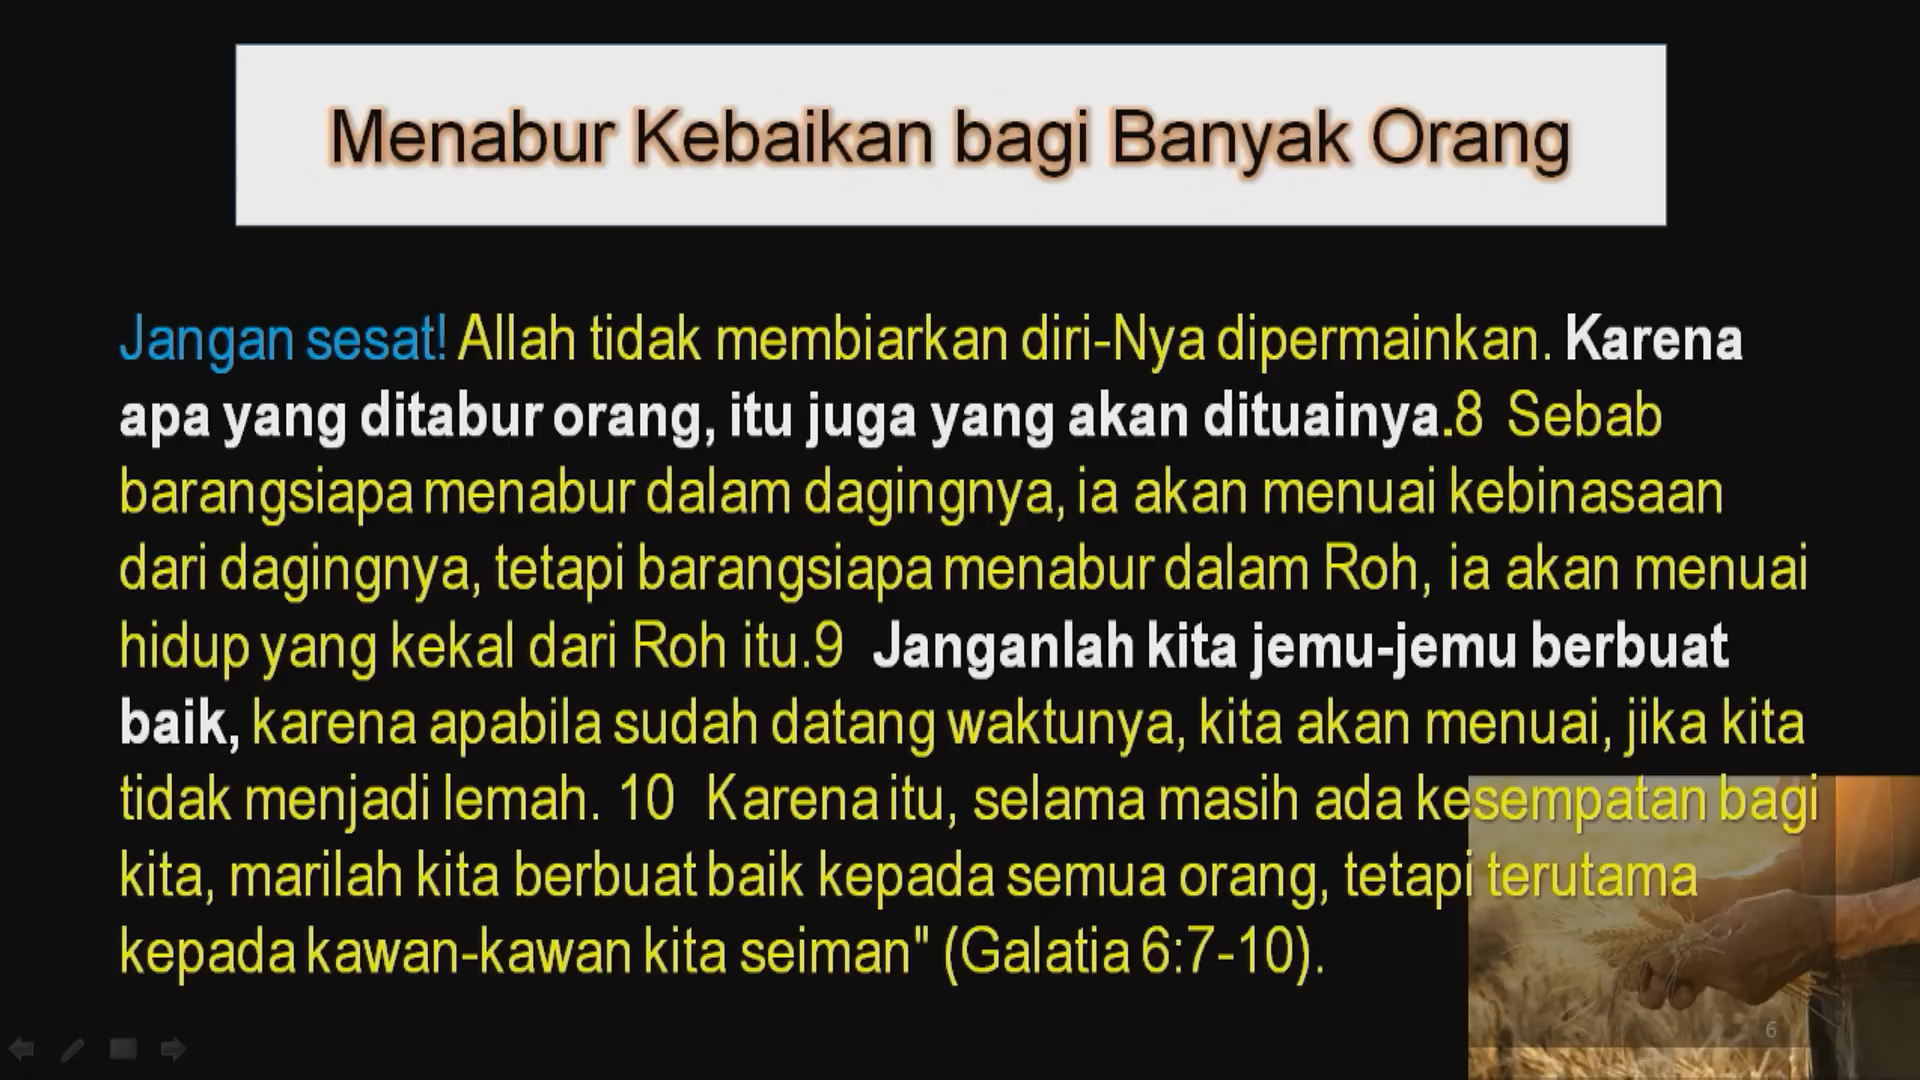 Menabur Kebaikan bagi Banyak Orang
Jangan sesat! Allah tidak membiarkan diri-Nya dipermainkan. Karena
apa yang ditabur orang, itu juga yang akan dituainya.8 Sebab
barangsiapa menabur dalam dagingnya, ia akan menuai kebinasaan
dari dagingnya, tetapi barangsiapa menabur dalam Roh, ia akan menuai
hidup yang kekal dari Roh itu.9 Janganlah kita jemu-jemu berbuat
baik, karena apabila sudah datang waktunya, kita akan menuai, jika kita
tidak menjadi lemah. 10 Karena itu, selama masih ada kesempatan bagi
kita, marilah kita berbuat baik kepada semua orang, tetapi terutama
kepada kawan-kawan kita seiman" (Galatia 6:7-10).
6